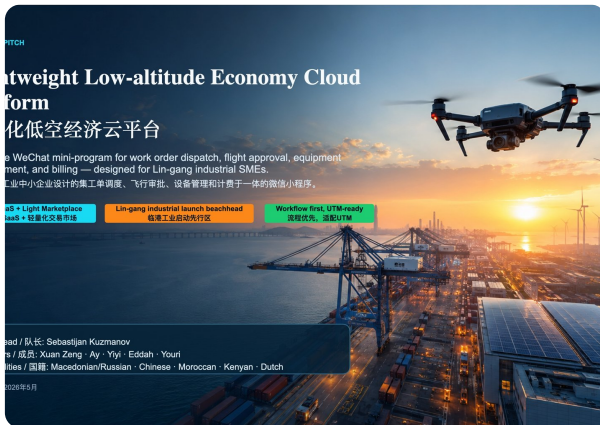 PITCH
tweight Low-altitude Economy Cloud
form
化低空经济云平台
e WeChat mini-program for work order dispatch, flight approval, equipment
ment, and billing — designed for Lin-gang industrial SMEs.
工业中小企业设计的集工单调度、飞行审批、设备管理和计费于一体的微信小程序。
aS + Light Marketplace
SaaS + 轻量化交易市场
Lin-gang industrial launch beachhead
临港工业启动先行区
Workflow first, UTM-ready
流程优先，适配UTM
ead / 队长: Sebastijan Kuzmanov
rs / 成员: Xuan Zeng · Ay · Yiyi · Eddah · Youri
lities / 国籍: Macedonian/Russian · Chinese · Moroccan · Kenyan · Dutch
2026年5月